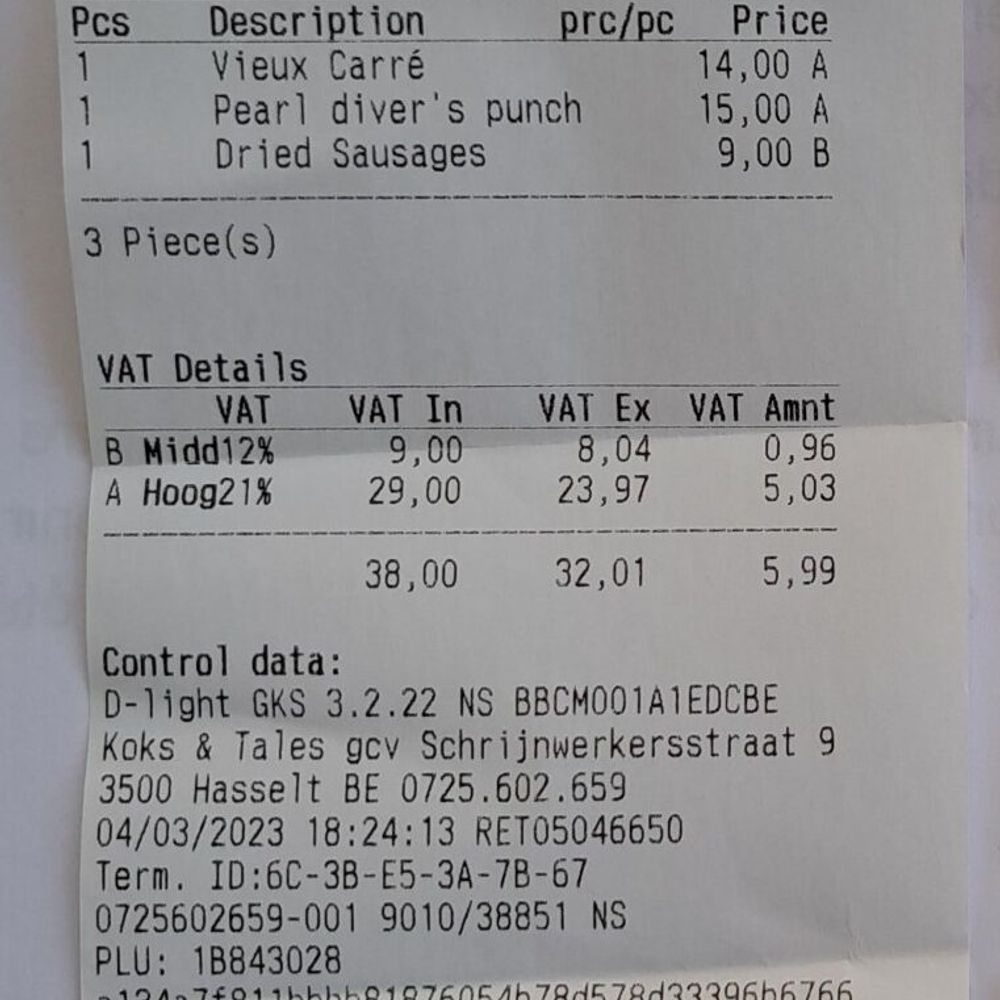 Pcs Description prc/pc Price
1 Vieux Carré 14,00 A
1 Pearl diver's punch 15,00 A
1 Dried Sausages 9,00 B
3 Piece(s)
VAT Details
VAT VAT In VAT Ex VAT Amnt
B Midd12% 9,00 8,04 0,96
A Hoog21% 29,00 23,97 5,03
38,00 32,01 5,99
Control data:
D-light GKS 3.2.22 NS BBCM001A1EDCBE
Koks & Tales gcv Schrijnwerkersstraat 9
3500 Hasselt BE 0725.602.659
04/03/2023 18:24:13 RET05046650
Term. ID:6C-3B-E5-3A-7B-67
0725602659-001 9010/38851 NS
PLU: 1B843028